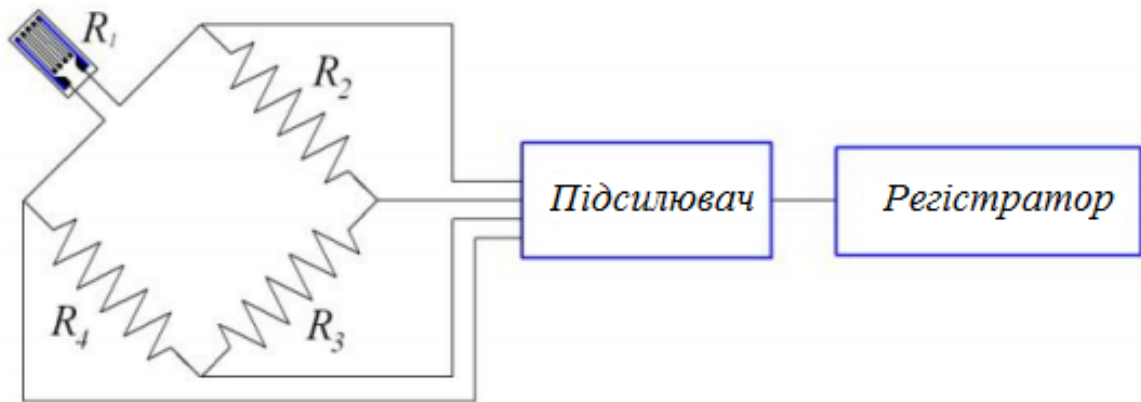 R1
R2
Підсилювач
Регістратор
R4
R3